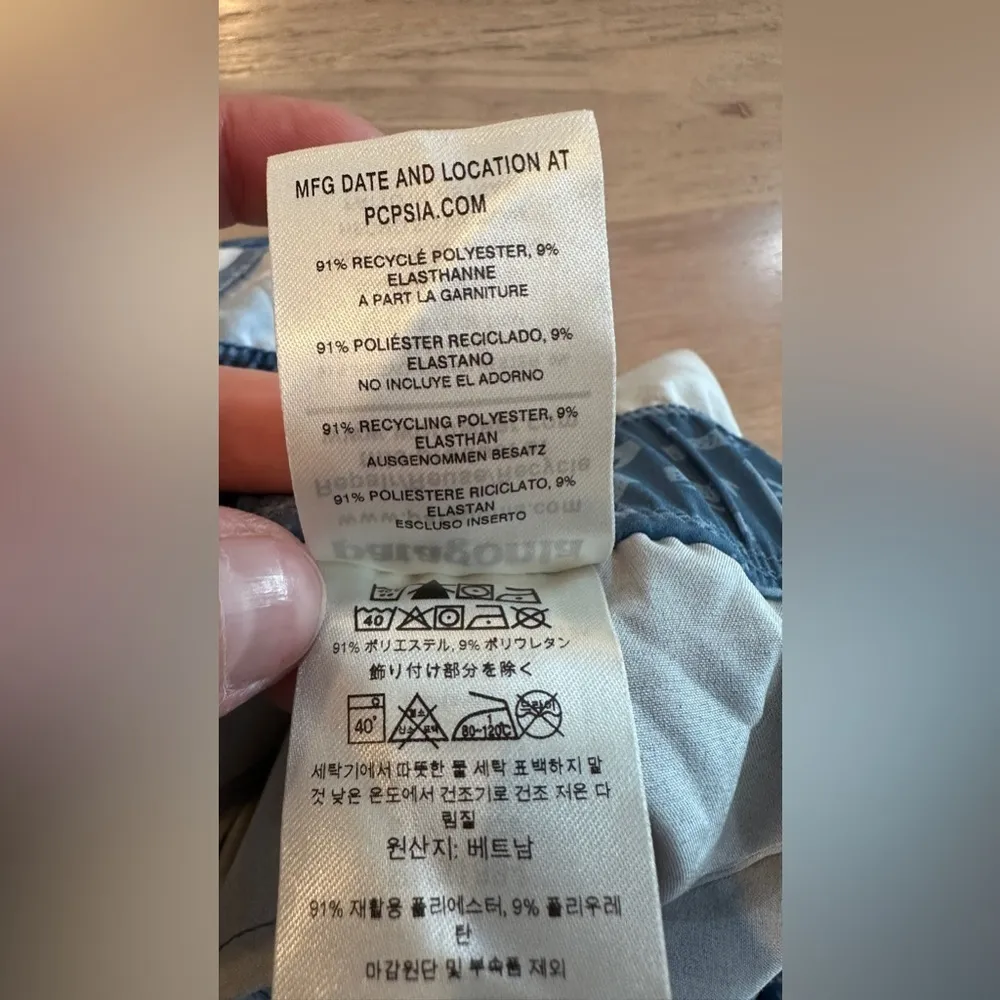 MFG DATE AND LOCATION AT
PCPSIA.COM
91% RECYCLÉ POLYESTER, 9%
ELASTHANNE
A PART LA GARNITURE
91% POLIÉSTER RECICLADO, 9%
ELASTANO
NO INCLUYE EL ADORNO
91% RECYCLING POLYESTER, 9%
ELASTHAN
AUSGENOMMEN BESATZ
91% POLIESTERE RICICLATO, 9%
ELASTAN
ESCLUSO INSERTO
40
91% ポリエステル, 9% ポリウレタン
飾り付け部分を除く
40° 80~120℃ 드라이
세탁기에서 따뜻한 물 세탁 표백하지 말
것 낮은 온도에서 건조기로 건조 저온 다
림질
원산지: 베트남
91% 재활용 폴리에스터, 9% 폴리우레
탄
마감원단 및 부속품 제외